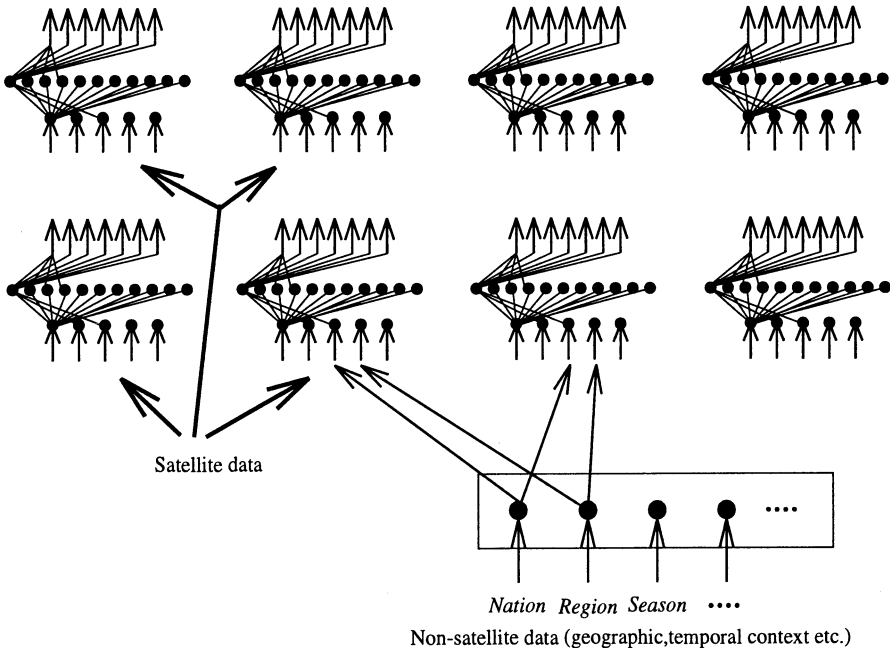 Satellite data
....
Nation Region Season ....
Non-satellite data (geographic,temporal context etc.)